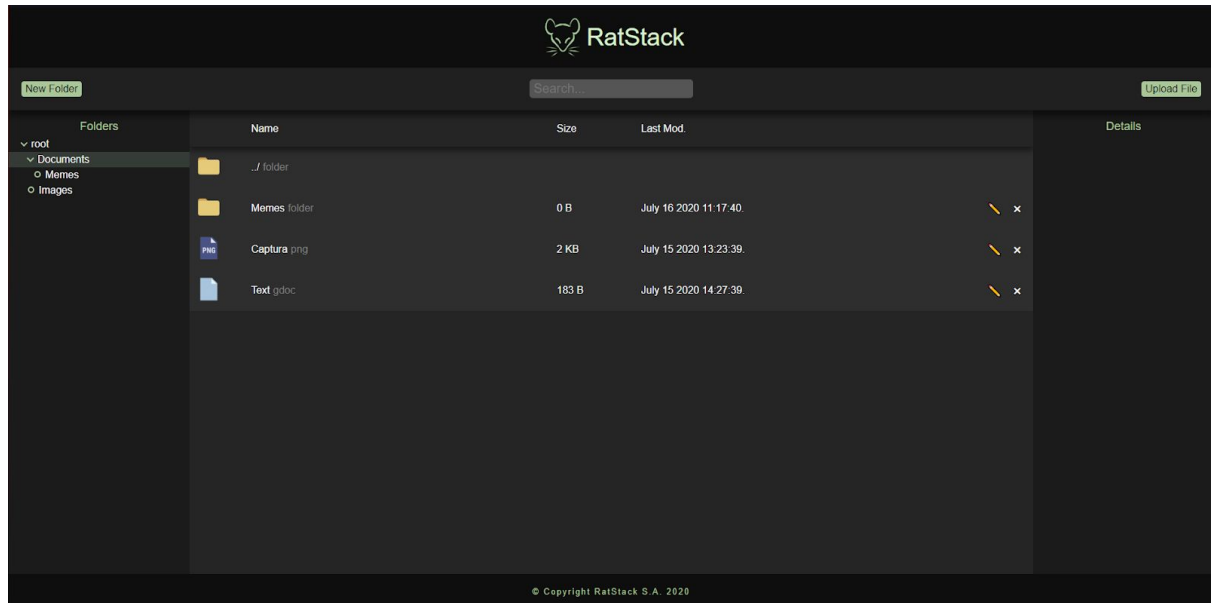 RatStack
New Folder
Search...
Upload File
Folders
root
Documents
Memes
Images
Name Size Last Mod.
../ folder
Memes folder 0 B July 16 2020 11:17:40.
PNG
Captura png 2 KB July 15 2020 13:23:39.
Text gdoc 183 B July 15 2020 14:27:39.
Details
© Copyright RatStack S.A. 2020